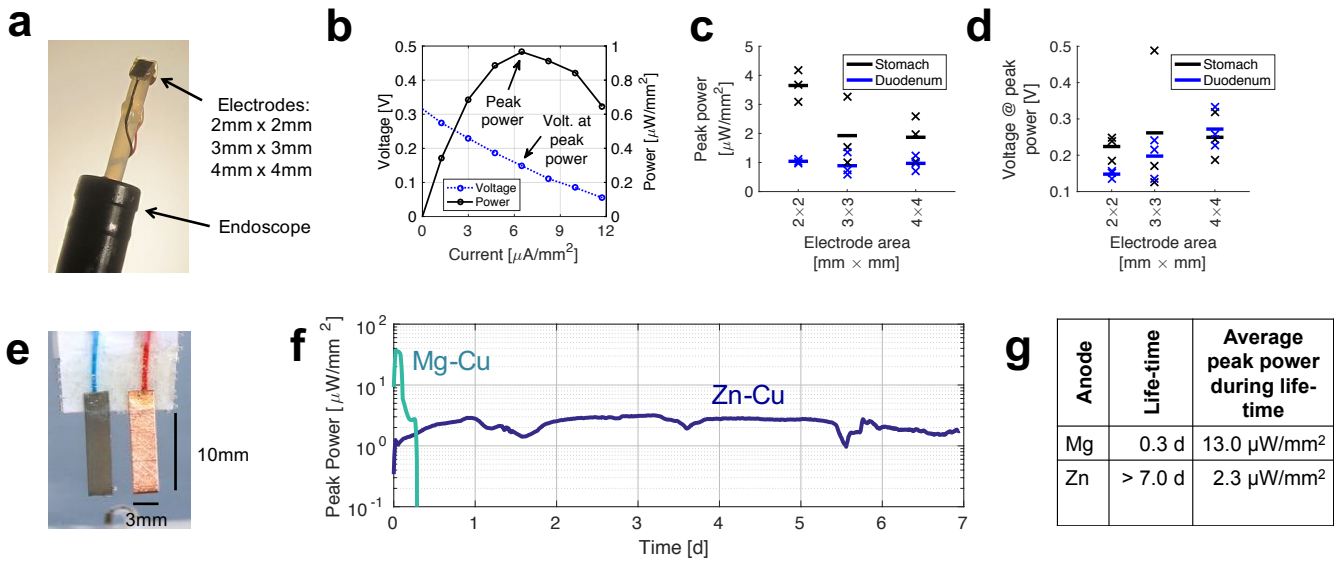 a
Electrodes:
2mm x 2mm
3mm x 3mm
4mm x 4mm
Endoscope
b
0.5
0.4
0.3
0.2
0.1
0
Voltage [V]
1
0.8
0.6
0.4
0.2
0
Power [µW/mm²]
Peak
power
Volt. at
peak
power
Voltage
Power
0 3 6 9 12
Current [µA/mm²]
c
5
4
3
2
1
0
Peak power
[µW/mm²]
Stomach
Duodenum
2×2
3×3
4×4
Electrode area
[mm × mm]
d
0.5
0.4
0.3
0.2
0.1
Voltage @ peak
power [V]
Stomach
Duodenum
2×2
3×3
4×4
Electrode area
[mm × mm]
e
10mm
3mm
f
10²
10¹
10⁰
10⁻¹
Peak Power [µW/mm²]
Mg-Cu
Zn-Cu
0 1 2 3 4 5 6 7
Time [d]
g
Anode
Life-time
Average
peak power
during life-
time
Mg 0.3 d 13.0 µW/mm²
Zn > 7.0 d 2.3 µW/mm²